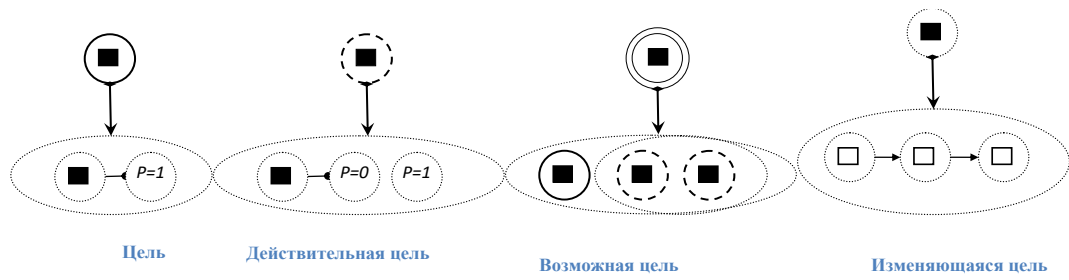 P=1
P=0
P=1
Цель
Действительная цель
Возможная цель
Изменяющаяся цель